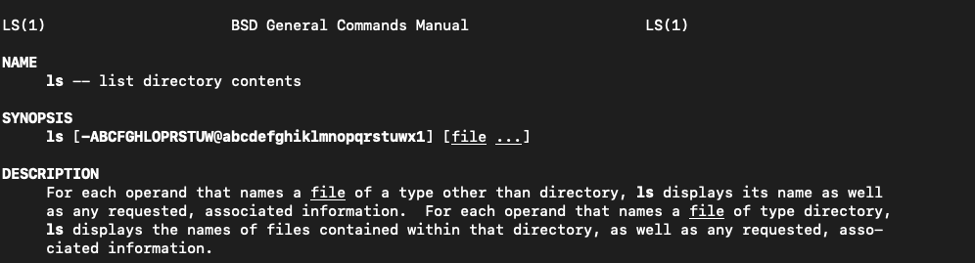 LS(1) BSD General Commands Manual LS(1)
NAME
ls -- list directory contents
SYNOPSIS
ls [-ABCFGHLOPRSTUW@abcdefghiklmnopqrstuwx1] [file ...]
DESCRIPTION
For each operand that names a file of a type other than directory, ls displays its name as well
as any requested, associated information.  For each operand that names a file of type directory,
ls displays the names of files contained within that directory, as well as any requested, asso-
ciated information.